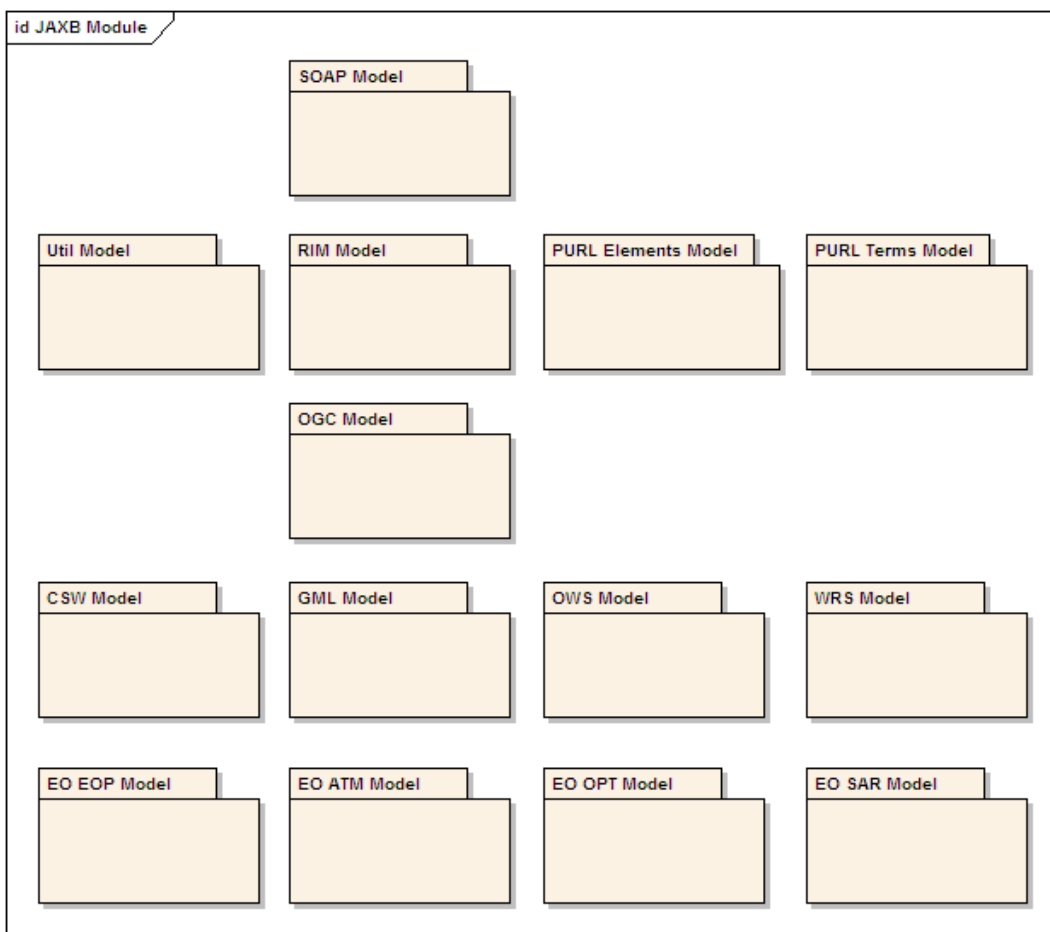 id JAXB Module
SOAP Model
Util Model
RIM Model
PURL Elements Model
PURL Terms Model
OGC Model
CSW Model
GML Model
OWS Model
WRS Model
EO EOP Model
EO ATM Model
EO OPT Model
EO SAR Model